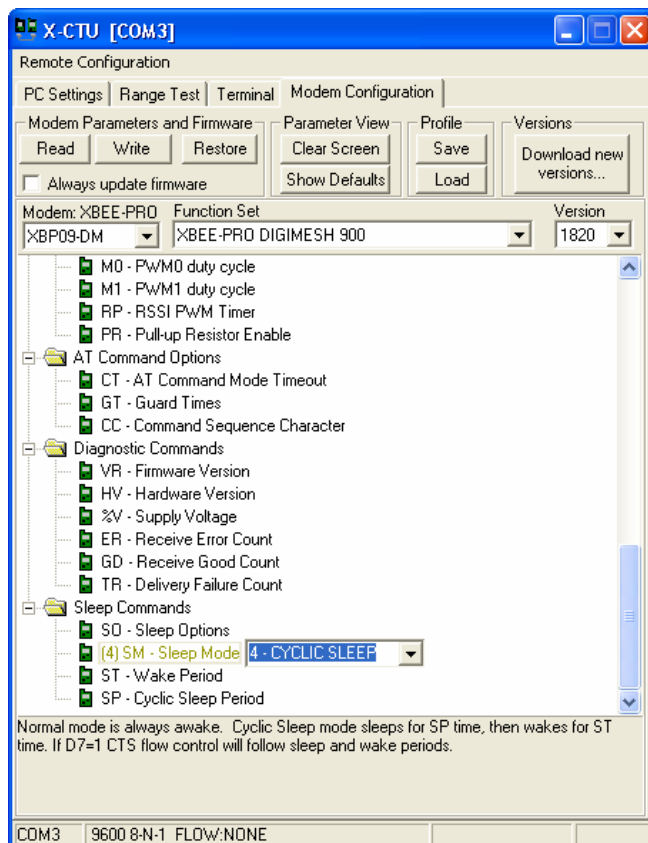 X-CTU [COM3]
Remote Configuration
PC Settings Range Test Terminal Modem Configuration
Modem Parameters and Firmware Parameter View Profile Versions
Read Write Restore Clear Screen Save Download new versions...
Always update firmware Show Defaults Load
Modem: XBEE-PRO Function Set Version
XBP09-DM XBEE-PRO DIGIMESH 900 1820
M0 - PWM0 duty cycle
M1 - PWM1 duty cycle
RP - RSSI PWM Timer
PR - Pull-up Resistor Enable
AT Command Options
CT - AT Command Mode Timeout
GT - Guard Times
CC - Command Sequence Character
Diagnostic Commands
VR - Firmware Version
HV - Hardware Version
%V - Supply Voltage
ER - Receive Error Count
GD - Receive Good Count
TR - Delivery Failure Count
Sleep Commands
SO - Sleep Options
(4) SM - Sleep Mode 4 - CYCLIC SLEEP
ST - Wake Period
SP - Cyclic Sleep Period
Normal mode is always awake. Cyclic Sleep mode sleeps for SP time, then wakes for ST
time. If D7=1 CTS flow control will follow sleep and wake periods.
COM3 9600 8-N-1 FLOW:NONE